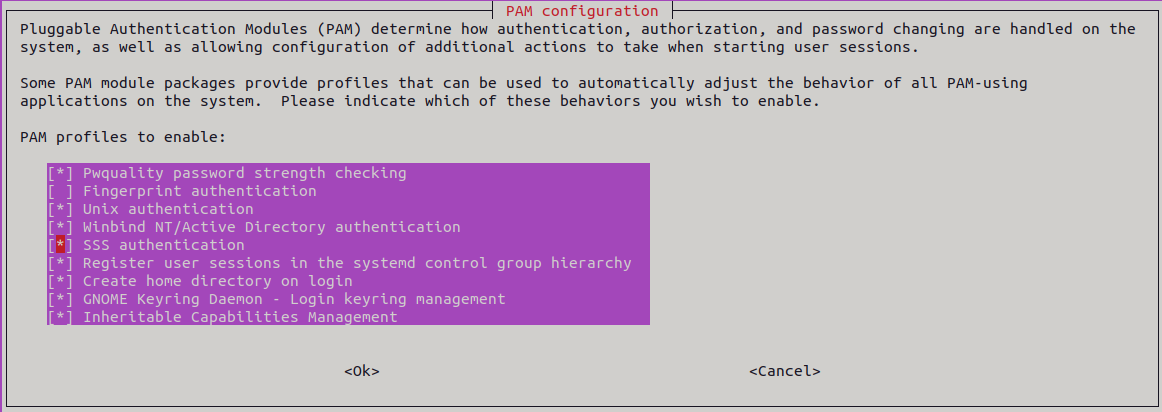 PAM configuration
Pluggable Authentication Modules (PAM) determine how authentication, authorization, and password changing are handled on the
system, as well as allowing configuration of additional actions to take when starting user sessions.
Some PAM module packages provide profiles that can be used to automatically adjust the behavior of all PAM-using
applications on the system.  Please indicate which of these behaviors you wish to enable.
PAM profiles to enable:
[*] Pwquality password strength checking
[ ] Fingerprint authentication
[*] Unix authentication
[*] Winbind NT/Active Directory authentication
[*] SSS authentication
[*] Register user sessions in the systemd control group hierarchy
[*] Create home directory on login
[*] GNOME Keyring Daemon - Login keyring management
[*] Inheritable Capabilities Management
<Ok> <Cancel>